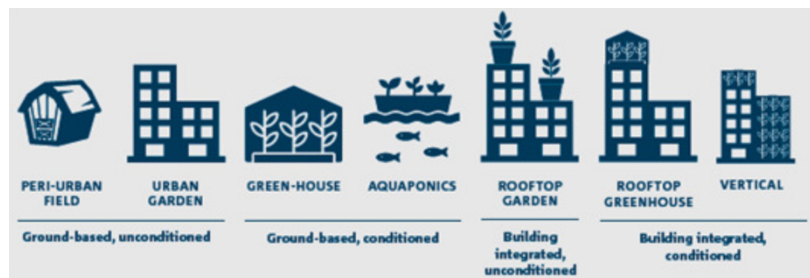 PERI-URBAN
FIELD
URBAN
GARDEN
GREEN-HOUSE
AQUAPONICS
ROOFTOP
GARDEN
ROOFTOP
GREENHOUSE
VERTICAL
Ground-based, unconditioned
Ground-based, conditioned
Building
integrated,
unconditioned
Building integrated,
conditioned